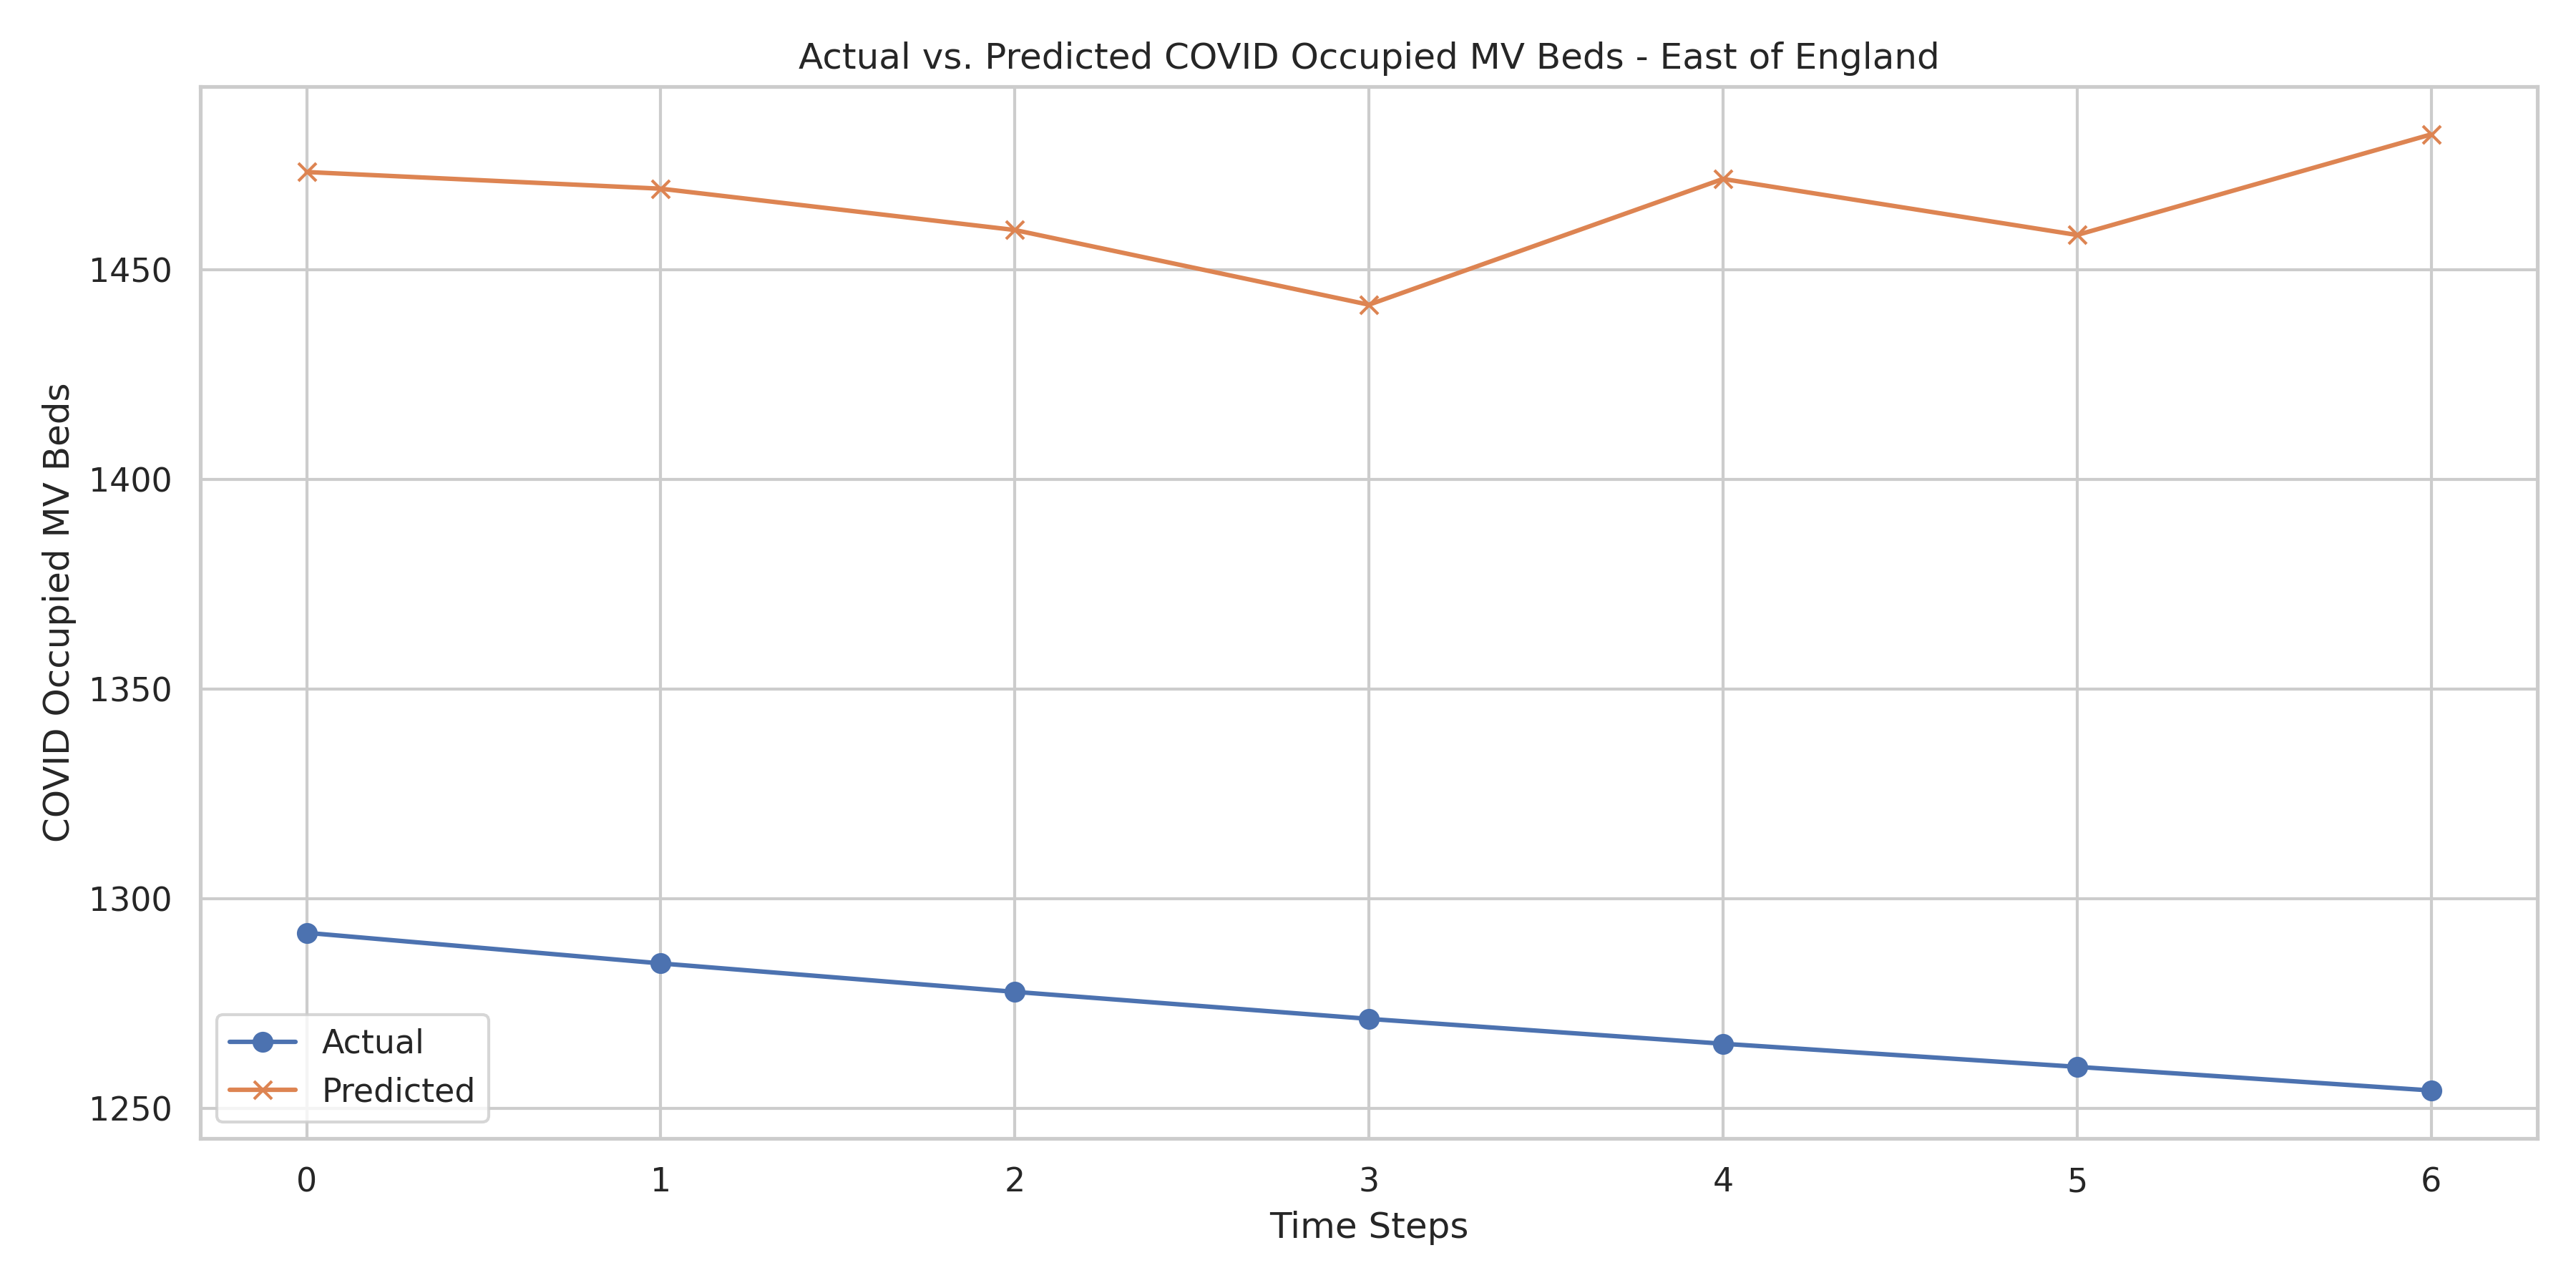 Actual vs. Predicted COVID Occupied MV Beds - East of England
COVID Occupied MV Beds
1450
1400
1350
1300
1250
Actual
Predicted
0 1 2 3 4 5 6
Time Steps